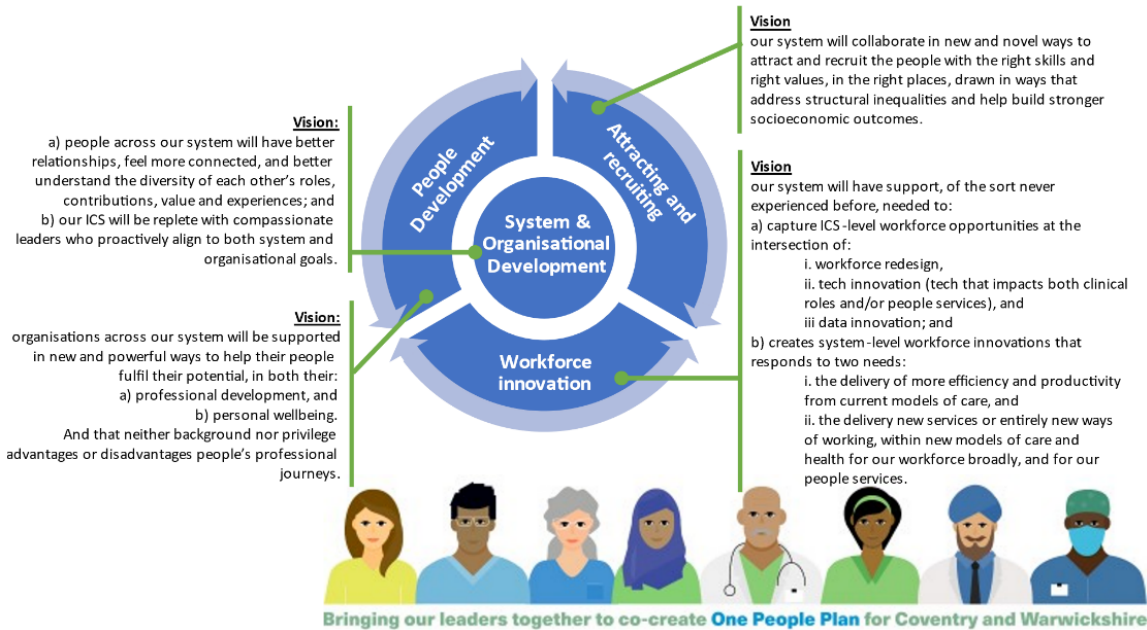 Vision:
a) people across our system will have better
relationships, feel more connected, and better
understand the diversity of each other's roles,
contributions, value and experiences; and
b) our ICS will be replete with compassionate
leaders who proactively align to both system and
organisational goals.
Vision:
organisations across our system will be supported
in new and powerful ways to help their people
fulfil their potential, in both their:
a) professional development, and
b) personal wellbeing.
And that neither background nor privilege
advantages or disadvantages people's professional
journeys.
People
Development
Attracting and
recruiting
System &
Organisational
Development
Workforce
innovation
Vision
our system will collaborate in new and novel ways to
attract and recruit the people with the right skills and
right values, in the right places, drawn in ways that
address structural inequalities and help build stronger
socioeconomic outcomes.
Vision
our system will have support, of the sort never
experienced before, needed to:
a) capture ICS-level workforce opportunities at the
intersection of:
i. workforce redesign,
ii. tech innovation (tech that impacts both clinical
roles and/or people services), and
iii data innovation; and
b) creates system-level workforce innovations that
responds to two needs:
i. the delivery of more efficiency and productivity
from current models of care, and
ii. the delivery new services or entirely new ways
of working, within new models of care and
health for our workforce broadly, and for our
people services.
Bringing our leaders together to co-create One People Plan for Coventry and Warwickshire